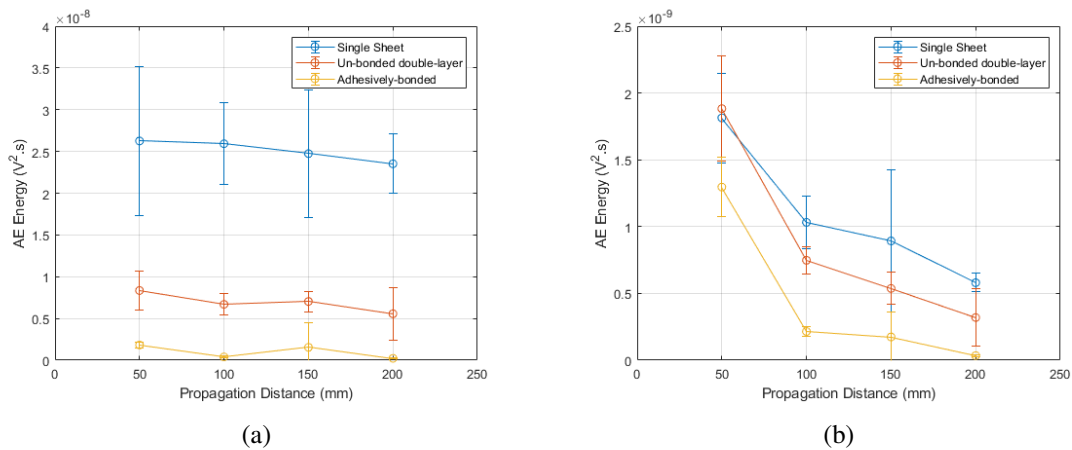 ×10⁻⁸
4
3.5
3
2.5
2
1.5
1
0.5
0
AE Energy (V².s)
Single Sheet
Un-bonded double-layer
Adhesively-bonded
0 50 100 150 200 250
Propagation Distance (mm)
(a)
×10⁻⁹
2.5
2
1.5
1
0.5
0
AE Energy (V².s)
Single Sheet
Un-bonded double-layer
Adhesively-bonded
0 50 100 150 200 250
Propagation Distance (mm)
(b)